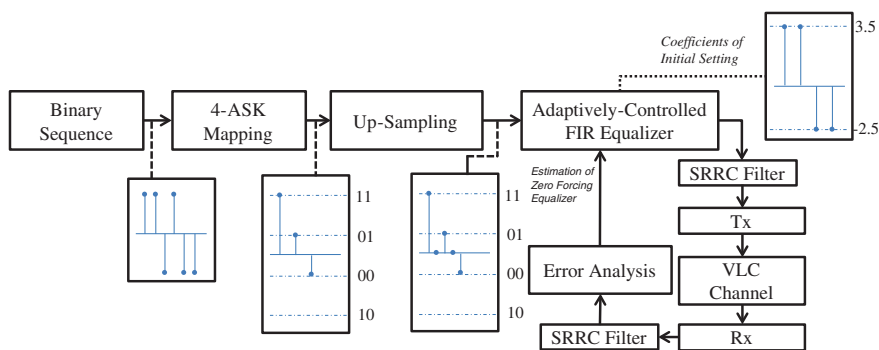 Coefficients of
Initial Setting
3.5
-2.5
Binary
Sequence
4-ASK
Mapping
Up-Sampling
Adaptively-Controlled
FIR Equalizer
Estimation of
Zero Forcing
Equalizer
SRRC Filter
Tx
VLC
Channel
Rx
SRRC Filter
Error Analysis
11
01
00
10
11
01
00
10